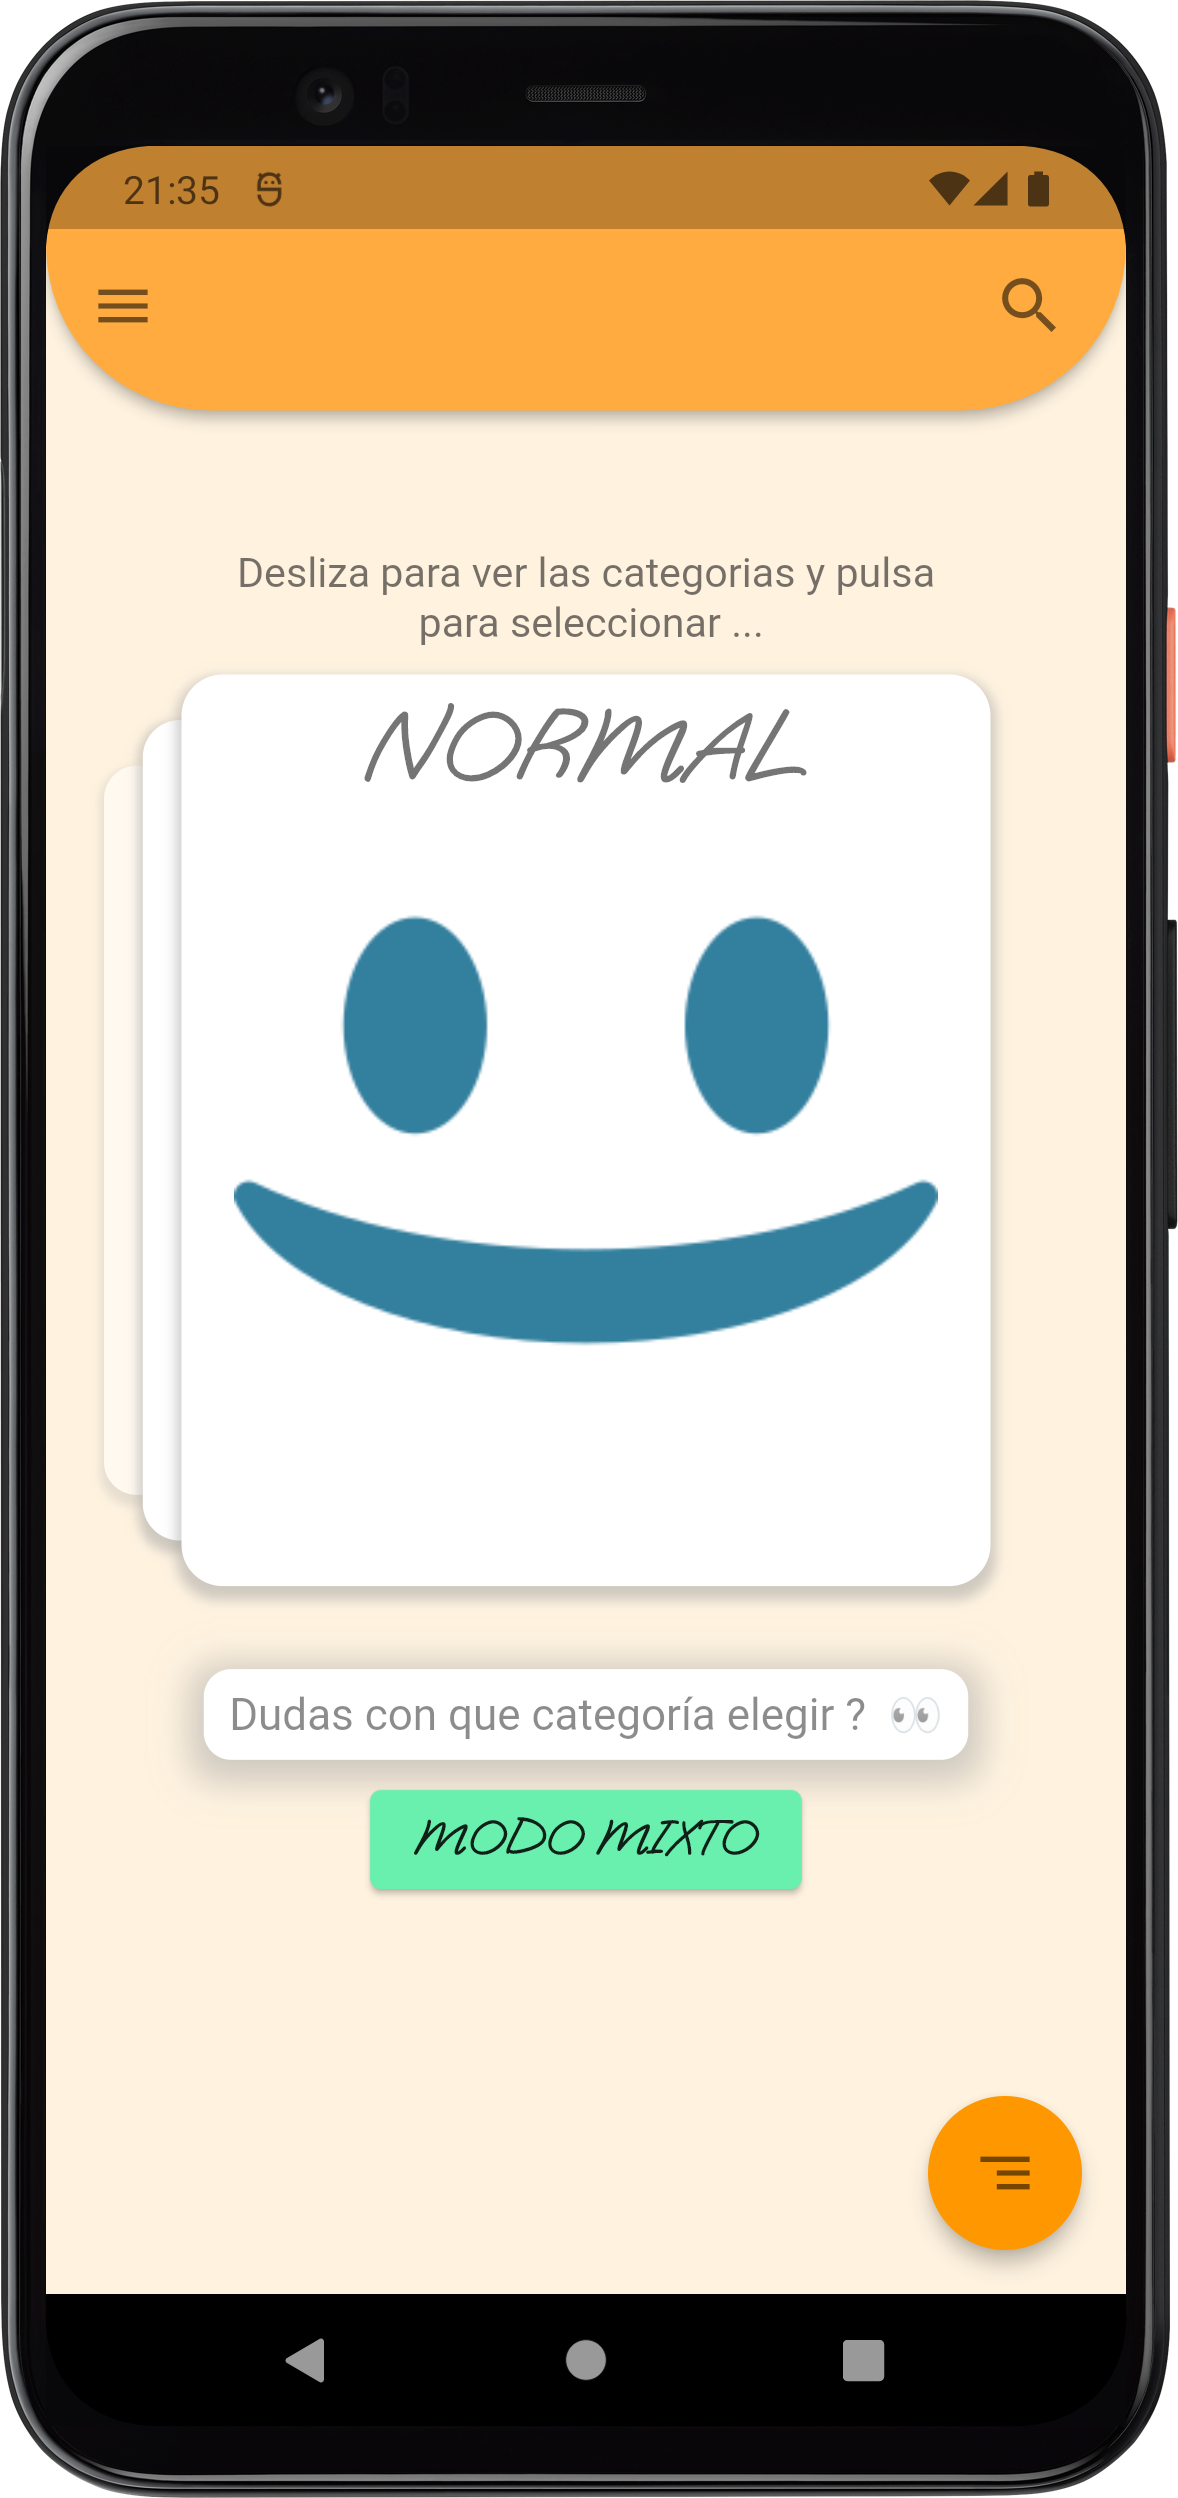 21:35
Desliza para ver las categorias y pulsa
para seleccionar ...
NORMAL
Dudas con que categoría elegir ? 👀
MODO MIXTO